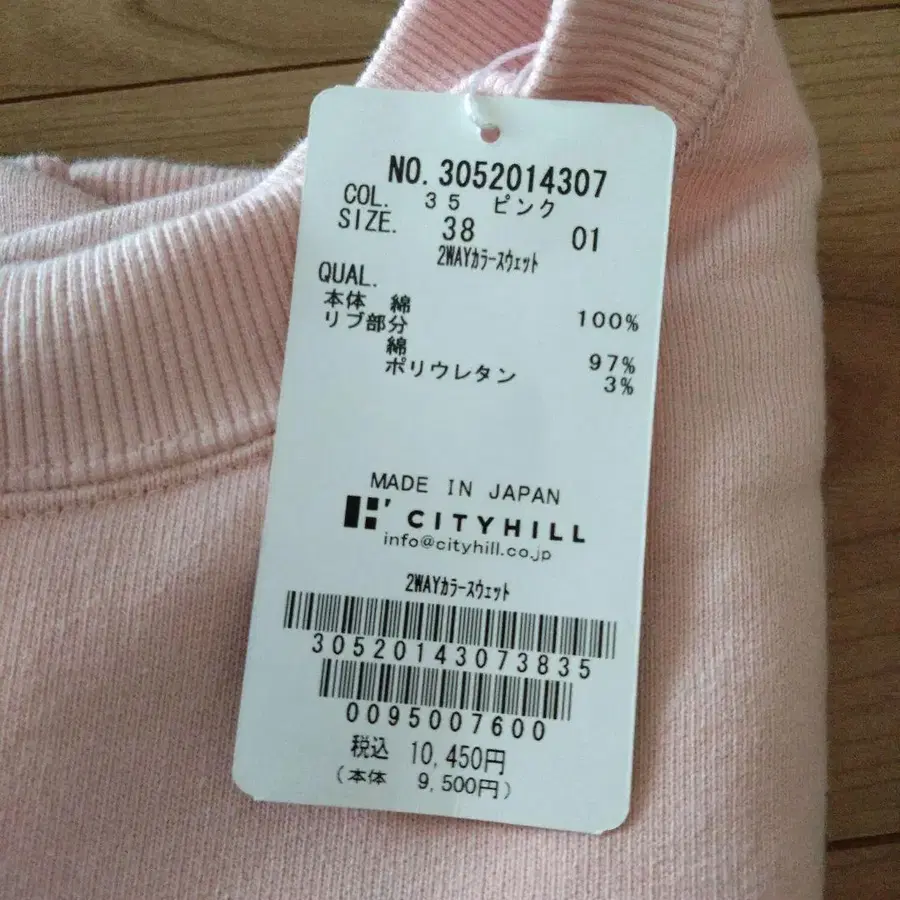 NO. 3052014307
COL. 35 ピンク
SIZE. 38 01
2WAYカラースウェット
QUAL.
本体 綿 100%
リブ部分
綿 97%
ポリウレタン 3%
MADE IN JAPAN
CITYHILL
info@cityhill.co.jp
2WAYカラースウェット
30520143073835
0095007600
税込 10,450円
(本体 9,500円)